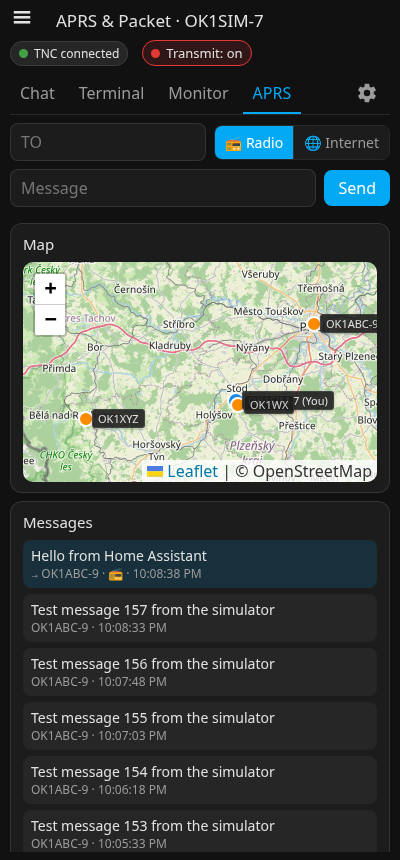 APRS & Packet · OK1SIM-7
TNC connected
Transmit: on
Chat
Terminal
Monitor
APRS
TO
📻 Radio
🌐 Internet
Message
Send
Map
+
−
Všeruby
Černošín
Třemošná
Město Touškov
Stříbro
OK1ABC-9
Kladruby
Bor
Nýřany
Starý Plzenec
Přimda
Dobřany
Stod
7 (You)
OK1WX
Bělá nad R
OK1XYZ
Holýšov
Přeštice
Horšovský
Týn
Plzeňský
CHKO Český
les
Leaflet | © OpenStreetMap
Messages
Hello from Home Assistant
→ OK1ABC-9 · 📻 · 10:08:38 PM
Test message 157 from the simulator
OK1ABC-9 · 10:08:33 PM
Test message 156 from the simulator
OK1ABC-9 · 10:07:48 PM
Test message 155 from the simulator
OK1ABC-9 · 10:07:03 PM
Test message 154 from the simulator
OK1ABC-9 · 10:06:18 PM
Test message 153 from the simulator
OK1ABC-9 · 10:05:33 PM